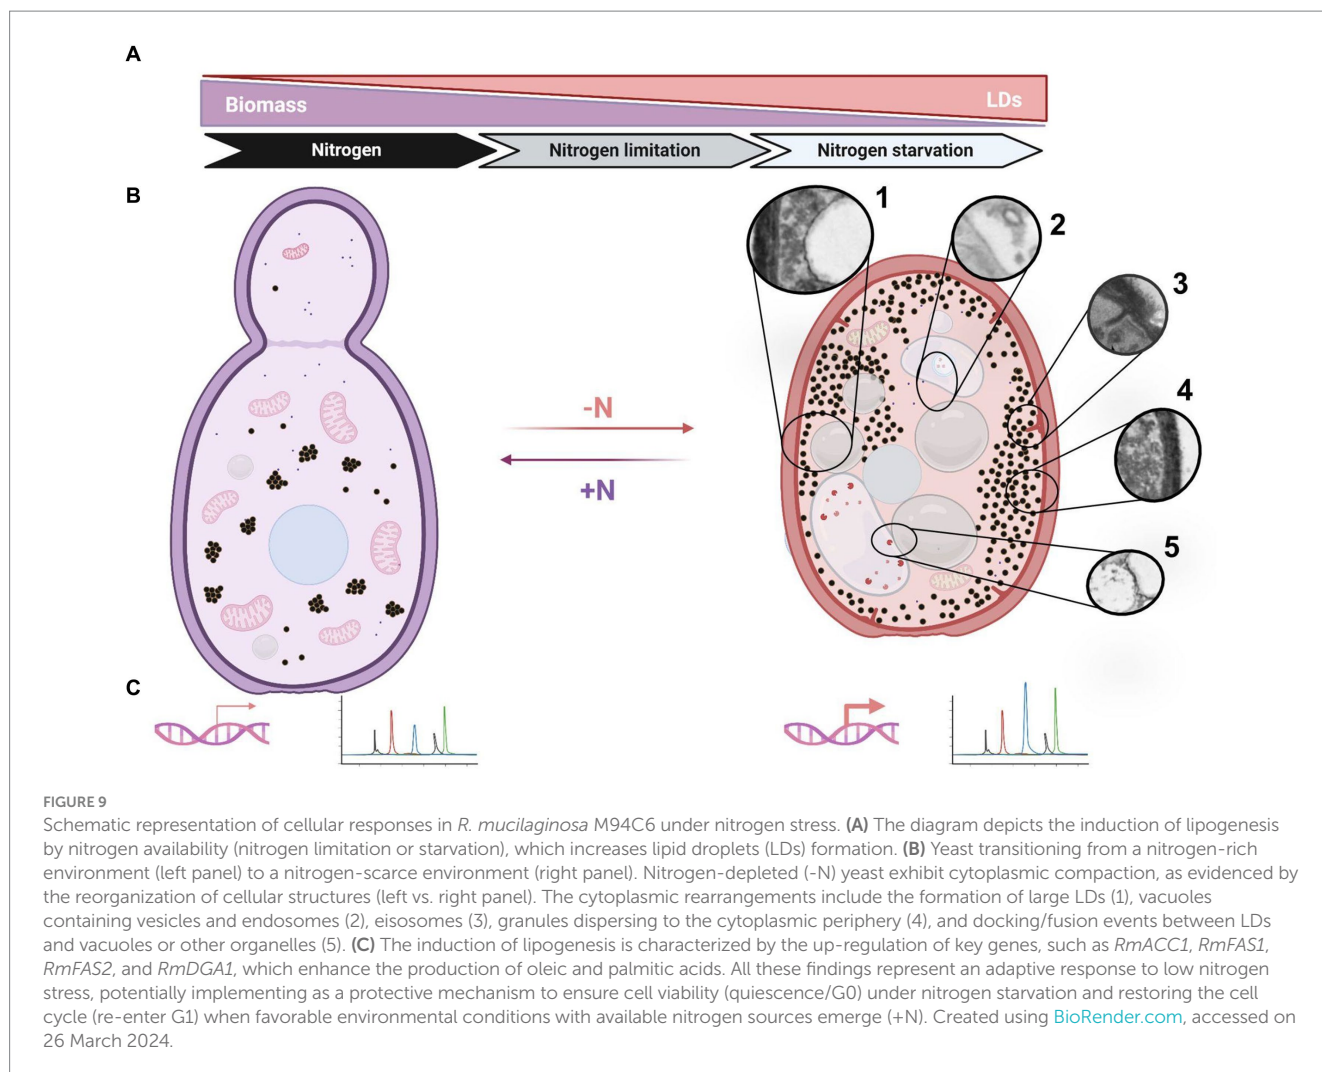 A
Biomass
LDs
Nitrogen
Nitrogen limitation
Nitrogen starvation
B
1
2
3
4
5
-N
+N
C
FIGURE 9
Schematic representation of cellular responses in R. mucilaginosa M94C6 under nitrogen stress. (A) The diagram depicts the induction of lipogenesis
by nitrogen availability (nitrogen limitation or starvation), which increases lipid droplets (LDs) formation. (B) Yeast transitioning from a nitrogen-rich
environment (left panel) to a nitrogen-scarce environment (right panel). Nitrogen-depleted (-N) yeast exhibit cytoplasmic compaction, as evidenced by
the reorganization of cellular structures (left vs. right panel). The cytoplasmic rearrangements include the formation of large LDs (1), vacuoles
containing vesicles and endosomes (2), eisosomes (3), granules dispersing to the cytoplasmic periphery (4), and docking/fusion events between LDs
and vacuoles or other organelles (5). (C) The induction of lipogenesis is characterized by the up-regulation of key genes, such as RmACC1, RmFAS1,
RmFAS2, and RmDGA1, which enhance the production of oleic and palmitic acids. All these findings represent an adaptive response to low nitrogen
stress, potentially implementing as a protective mechanism to ensure cell viability (quiescence/G0) under nitrogen starvation and restoring the cell
cycle (re-enter G1) when favorable environmental conditions with available nitrogen sources emerge (+N). Created using BioRender.com, accessed on
26 March 2024.